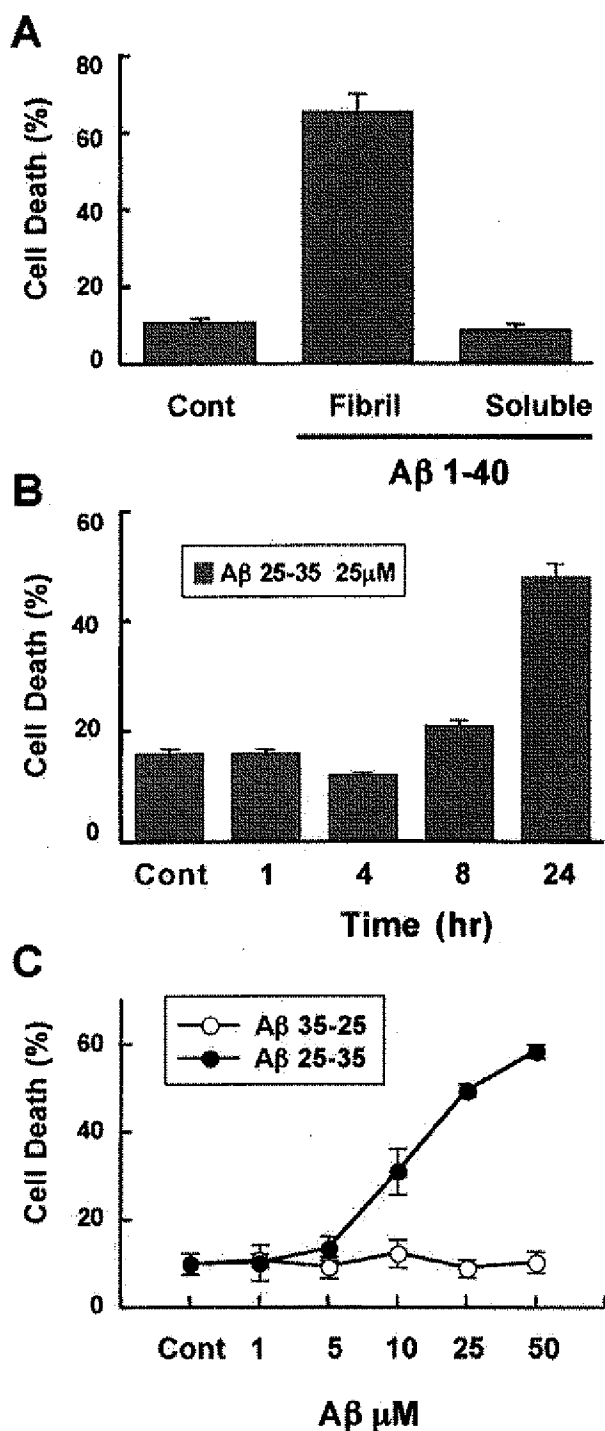 A
Cell Death (%)
80
60
40
20
0
Cont Fibril Soluble
Aβ 1-40
B
Cell Death (%)
60
40
20
0
Aβ 25-35 25μM
Cont 1 4 8 24
Time (hr)
C
Cell Death (%)
60
40
20
0
Aβ 35-25
Aβ 25-35
Cont 1 5 10 25 50
Aβ μM